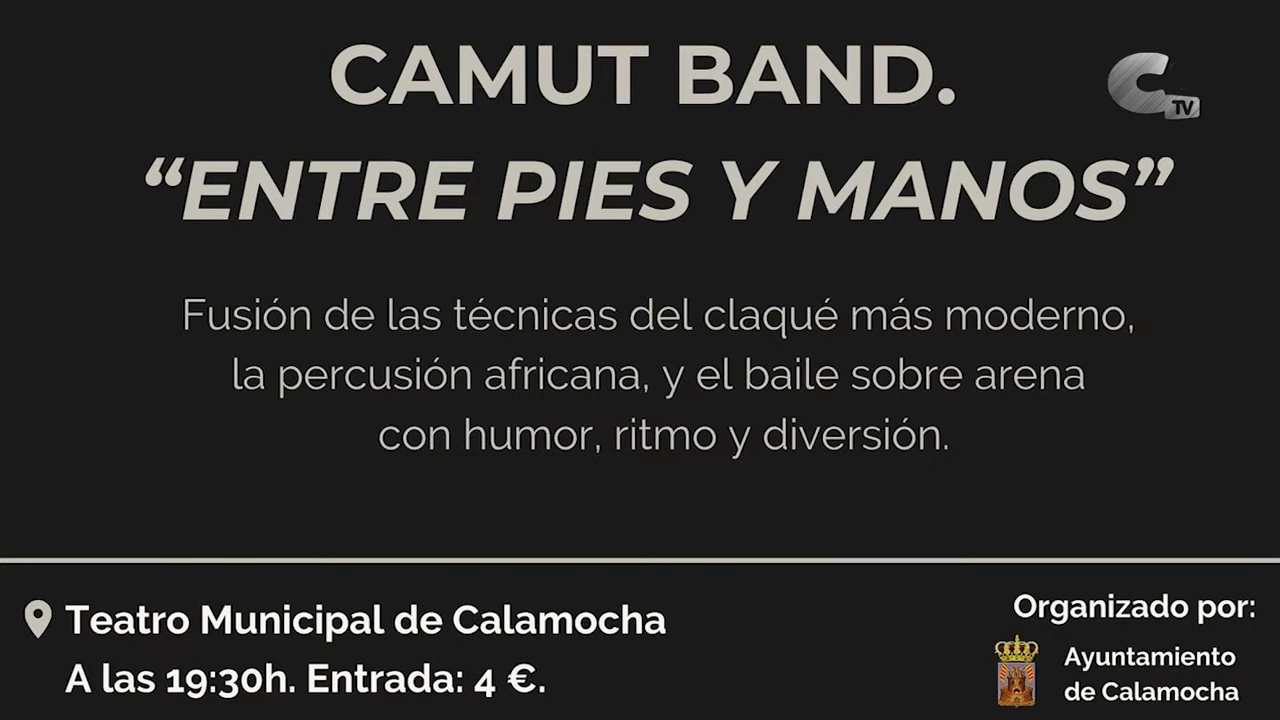 CAMUT BAND.
C TV
“ENTRE PIES Y MANOS”
Fusión de las técnicas del claqué más moderno,
la percusión africana, y el baile sobre arena
con humor, ritmo y diversión.
Teatro Municipal de Calamocha
A las 19:30h. Entrada: 4 €.
Organizado por:
Ayuntamiento
de Calamocha